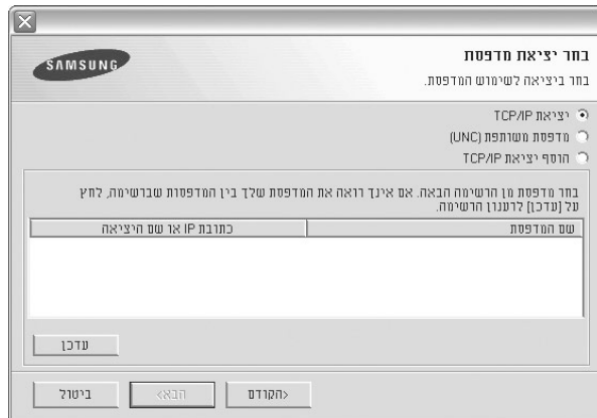 SAMSUNG
בחר יציאת מדפסת
בחר ביציאה לשימוש המדפסת.
יציאת TCP/IP
מדפסת משותפת (UNC)
הוסף יציאת TCP/IP
בחר מדפסת מן הרשימה הבאה. אם אינך רואה את המדפסת שלך בין המדפסות שברשימה, לחץ
על [עדכן] לרענון הרשימה.
שם המדפסת
כתובת IP או שם היציאה
עדכן
<הקודם
הבא>
ביטול